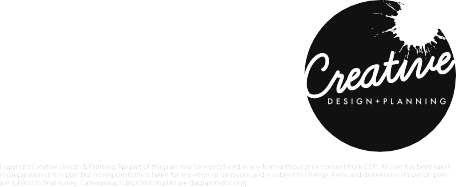 Creative
DESIGN+PLANNING
Copyright Creative Design & Planning. No part of this plan may be reproduced in any form without prior consent from CDP. All care has been taken
in preparation of this plan but no responsibility is taken for any errors or omissions and is subject to change. Areas and dimensions shown on plan
are subject to final survey. Carriageways depicted on plan are diagrammatic only.